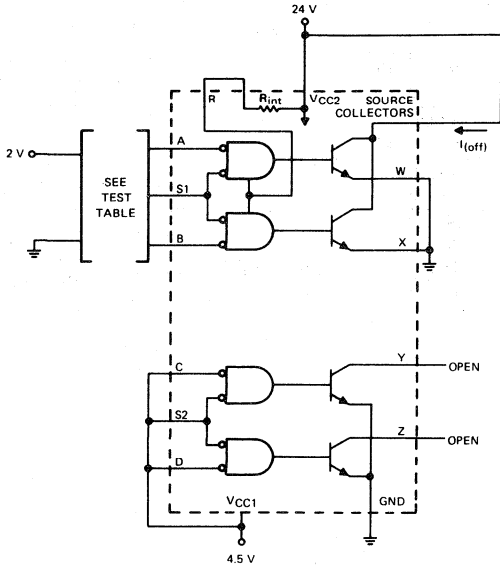 24 V
R
Rint
VCC2
SOURCE
COLLECTORS
I(off)
2 V
A
W
SEE
TEST
TABLE
S1
B
X
C
Y
OPEN
S2
Z
OPEN
D
VCC1
GND
4.5 V